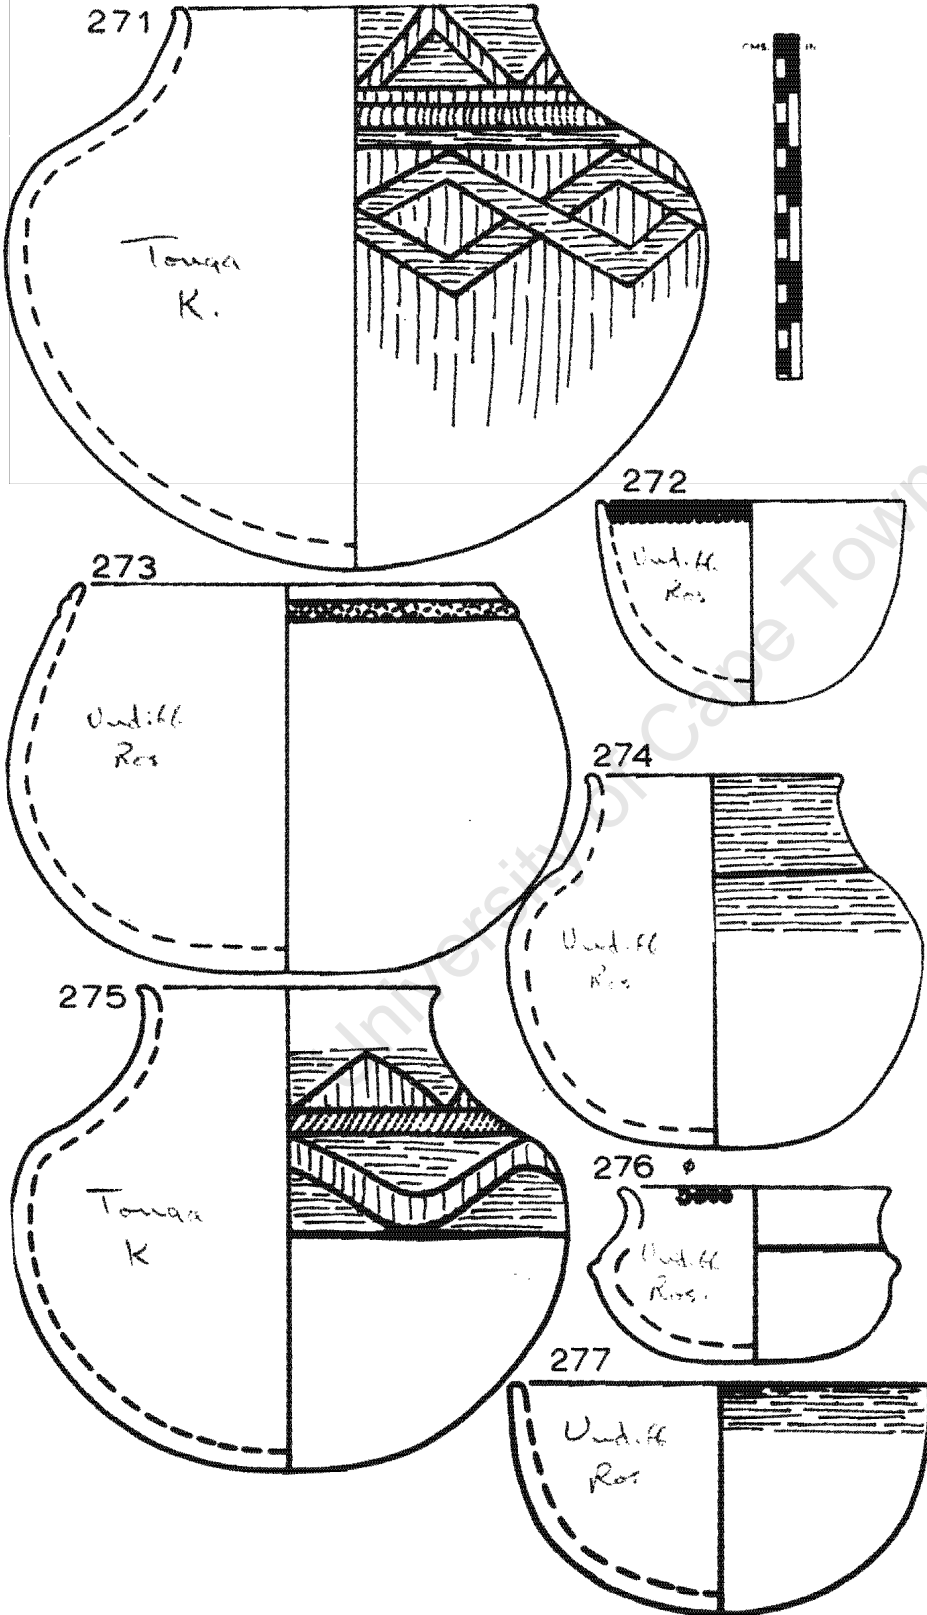 271
CMS. IN
Tonga
K.
272
Undiff.
Ros
273
Undiff
Ros
274
Undiff
Ros
275
Tonga
K
276
Undiff
Ros.
277
Undiff
Ros
University of Cape Town